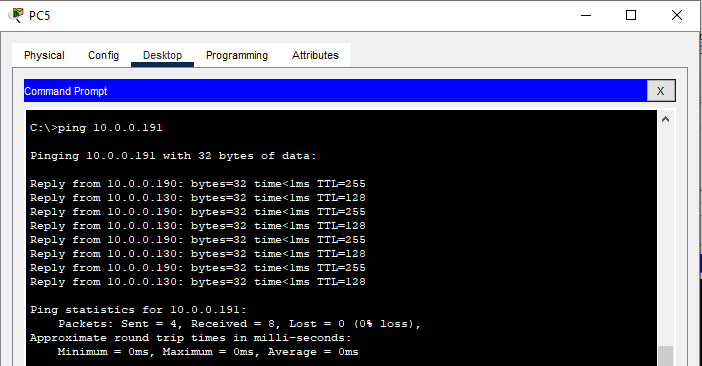 PC5
Physical Config Desktop Programming Attributes
Command Prompt X
C:\>ping 10.0.0.191
Pinging 10.0.0.191 with 32 bytes of data:
Reply from 10.0.0.190: bytes=32 time<1ms TTL=255
Reply from 10.0.0.130: bytes=32 time<1ms TTL=128
Reply from 10.0.0.190: bytes=32 time<1ms TTL=255
Reply from 10.0.0.130: bytes=32 time<1ms TTL=128
Reply from 10.0.0.190: bytes=32 time<1ms TTL=255
Reply from 10.0.0.130: bytes=32 time<1ms TTL=128
Reply from 10.0.0.190: bytes=32 time<1ms TTL=255
Reply from 10.0.0.130: bytes=32 time<1ms TTL=128
Ping statistics for 10.0.0.191:
Packets: Sent = 4, Received = 8, Lost = 0 (0% loss),
Approximate round trip times in milli-seconds:
Minimum = 0ms, Maximum = 0ms, Average = 0ms